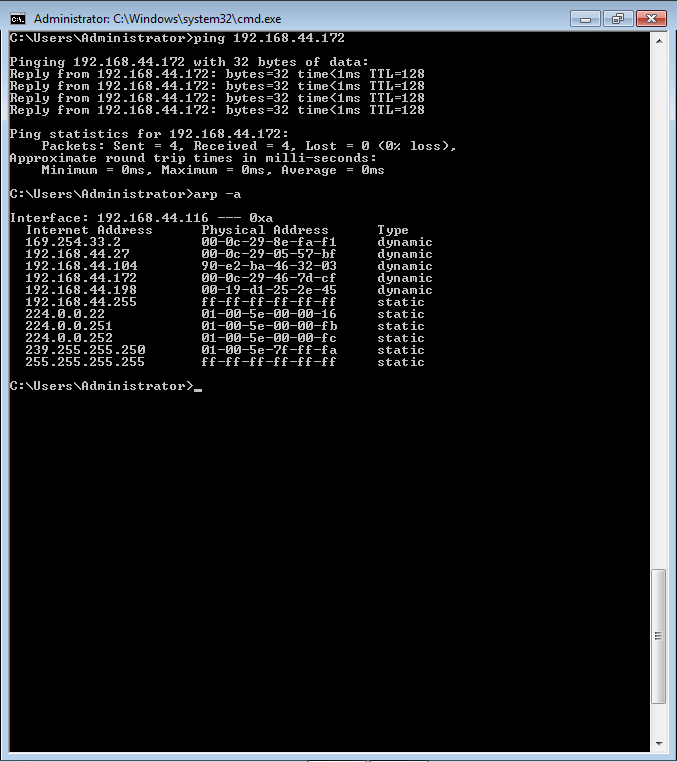 Administrator: C:\Windows\system32\cmd.exe
C:\Users\Administrator>ping 192.168.44.172
Pinging 192.168.44.172 with 32 bytes of data:
Reply from 192.168.44.172: bytes=32 time<1ms TTL=128
Reply from 192.168.44.172: bytes=32 time<1ms TTL=128
Reply from 192.168.44.172: bytes=32 time<1ms TTL=128
Reply from 192.168.44.172: bytes=32 time<1ms TTL=128
Ping statistics for 192.168.44.172:
    Packets: Sent = 4, Received = 4, Lost = 0 (0% loss),
Approximate round trip times in milli-seconds:
    Minimum = 0ms, Maximum = 0ms, Average = 0ms
C:\Users\Administrator>arp -a
Interface: 192.168.44.116 --- 0xa
  Internet Address      Physical Address      Type
  169.254.33.2          00-0c-29-8e-fa-f1     dynamic
  192.168.44.27         00-0c-29-05-57-bf     dynamic
  192.168.44.104        90-e2-ba-46-32-03     dynamic
  192.168.44.172        00-0c-29-46-7d-cf     dynamic
  192.168.44.198        00-19-d1-25-2e-45     dynamic
  192.168.44.255        ff-ff-ff-ff-ff-ff     static
  224.0.0.22            01-00-5e-00-00-16     static
  224.0.0.251           01-00-5e-00-00-fb     static
  224.0.0.252           01-00-5e-00-00-fc     static
  239.255.255.250       01-00-5e-7f-ff-fa     static
  255.255.255.255       ff-ff-ff-ff-ff-ff     static
C:\Users\Administrator>_